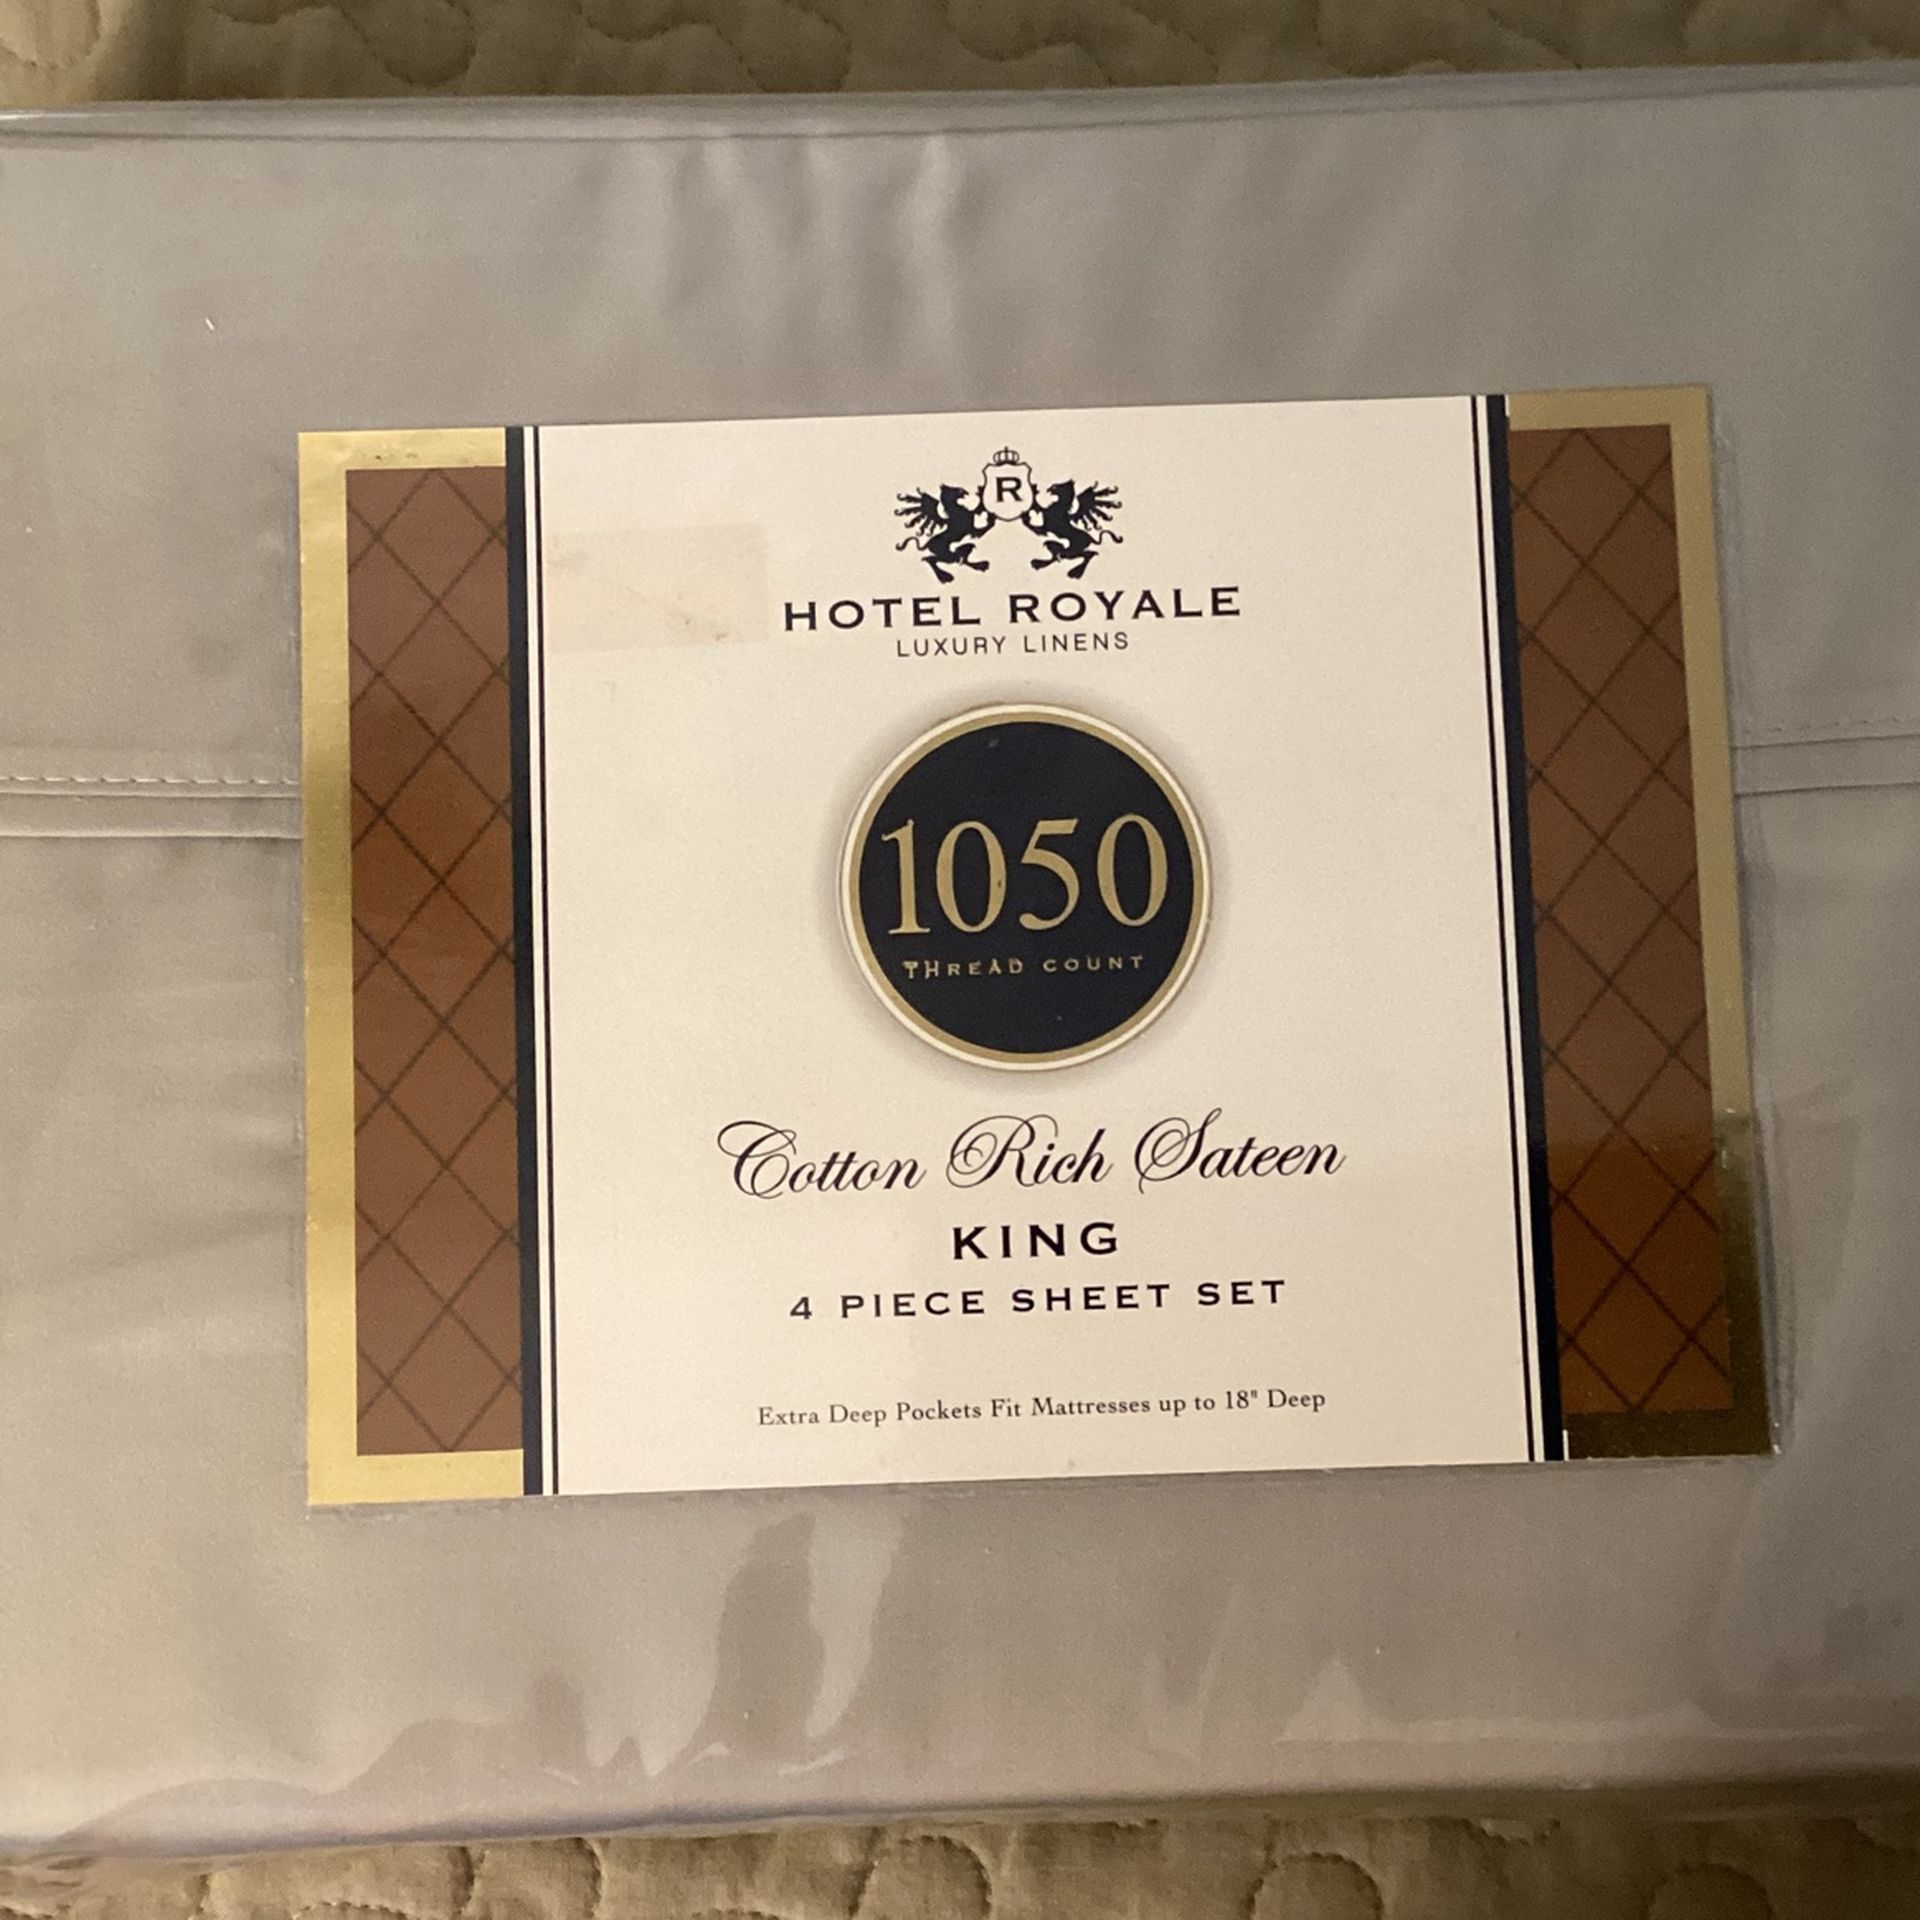 R
HOTEL ROYALE
LUXURY LINENS
1050
THREAD COUNT
Cotton Rich Sateen
KING
4 PIECE SHEET SET
Extra Deep Pockets Fit Mattresses up to 18" Deep